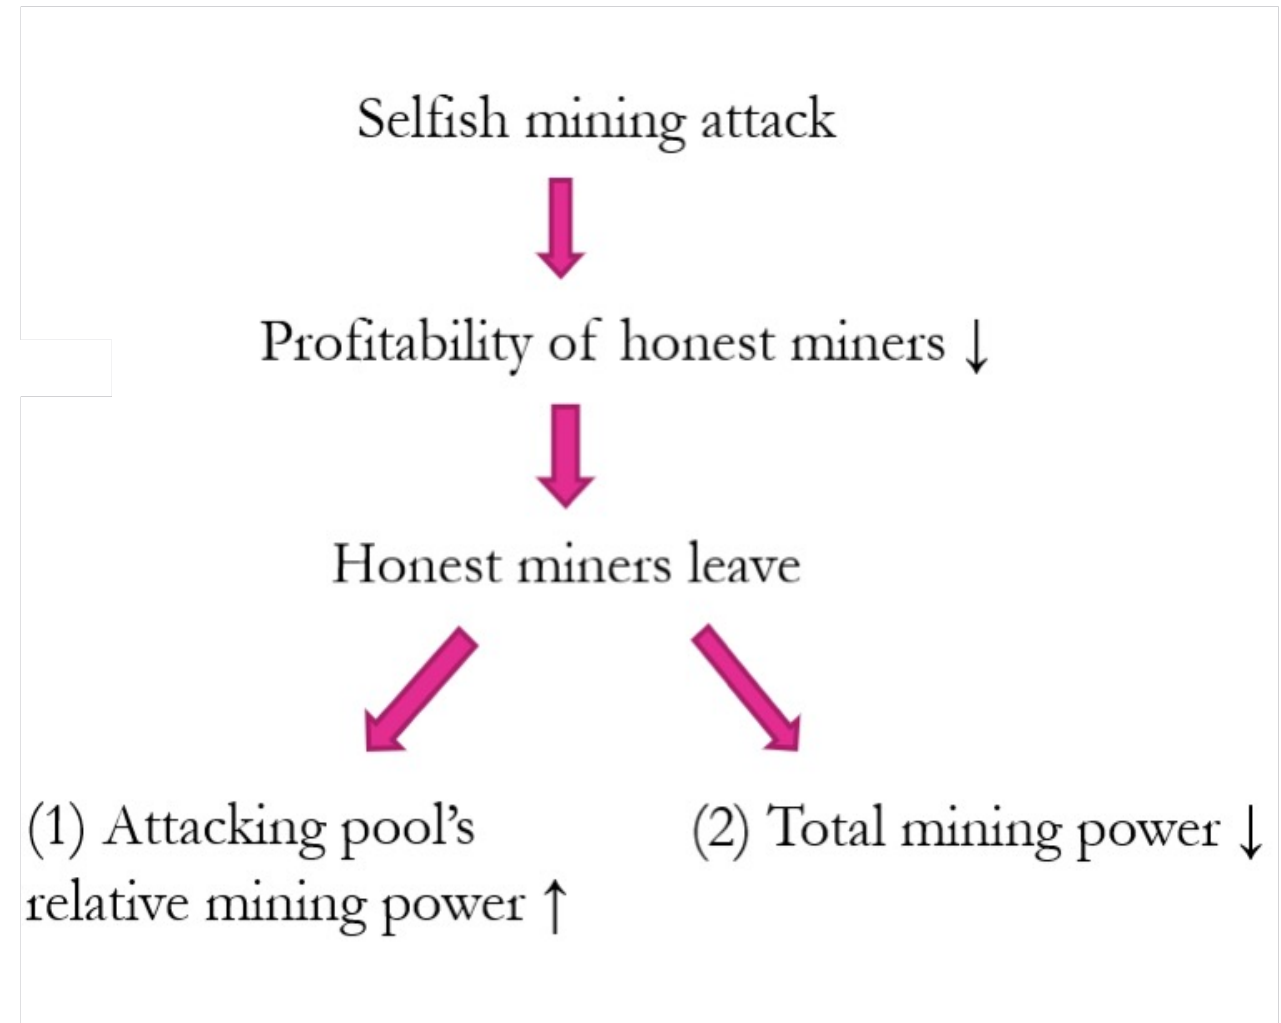 Selfish mining attack
Profitability of honest miners ↓
Honest miners leave
(1) Attacking pool’s
relative mining power ↑
(2) Total mining power ↓